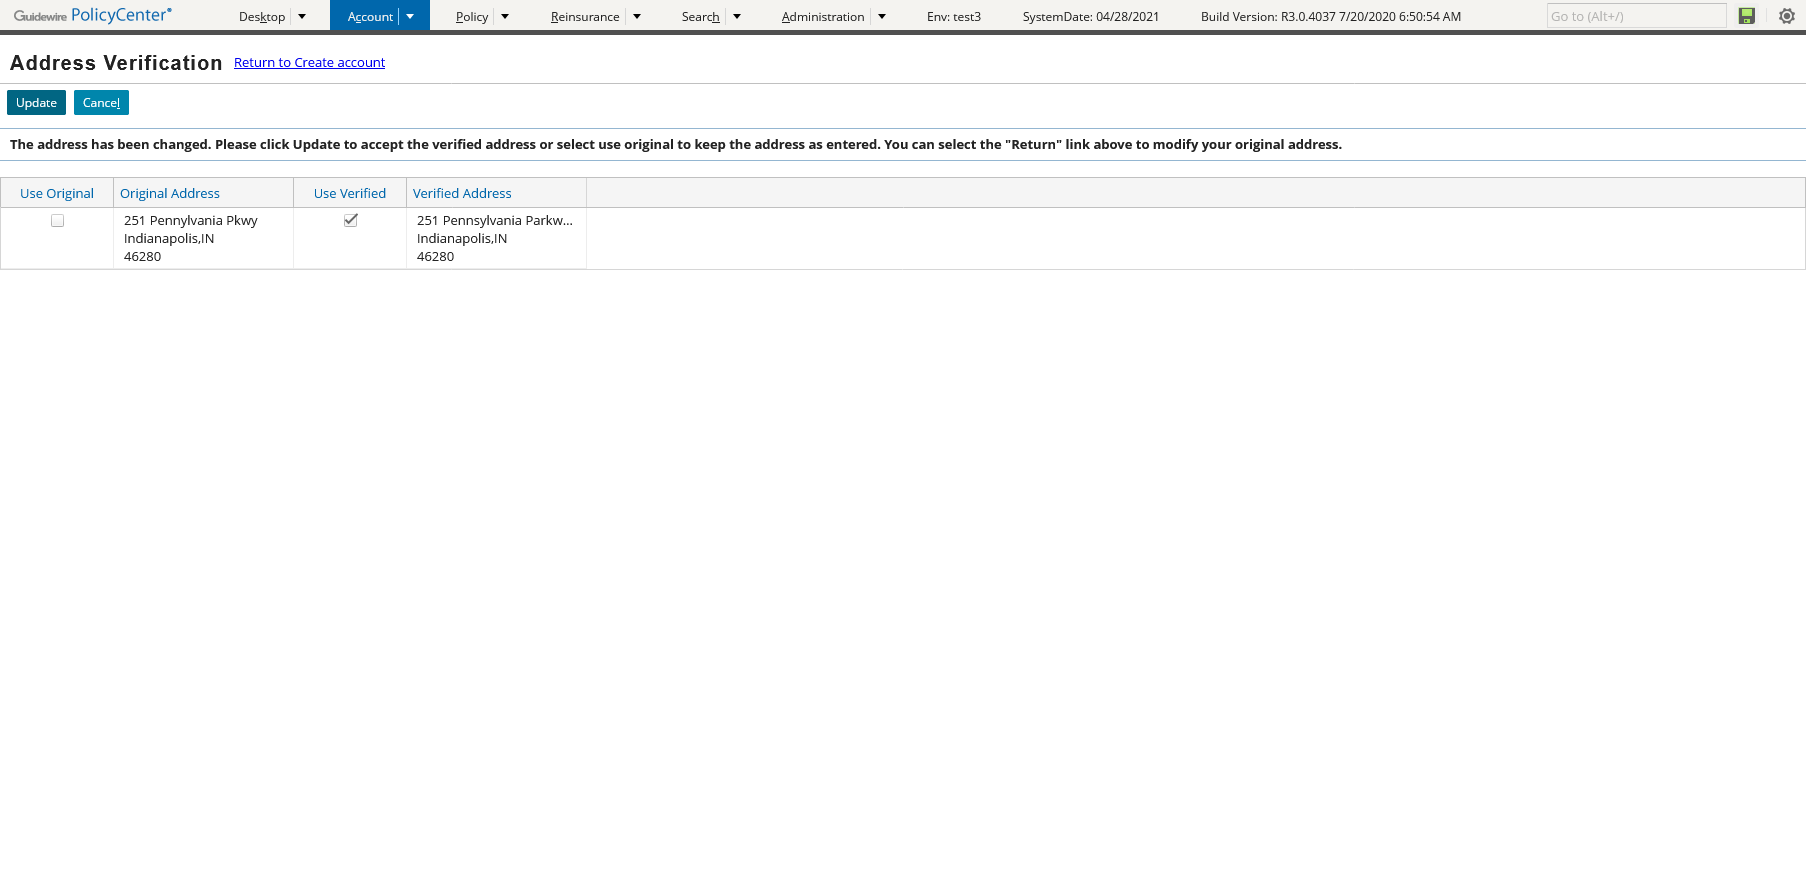 Guidewire PolicyCenter® Desktop Account Policy Reinsurance Search Administration Env: test3 SystemDate: 04/28/2021 Build Version: R3.0.4037 7/20/2020 6:50:54 AM Go to (Alt+/)
Address Verification Return to Create account
Update Cancel
The address has been changed. Please click Update to accept the verified address or select use original to keep the address as entered. You can select the "Return" link above to modify your original address.
Use Original Original Address Use Verified Verified Address
251 Pennylvania Pkwy 251 Pennsylvania Parkw...
Indianapolis,IN Indianapolis,IN
46280 46280